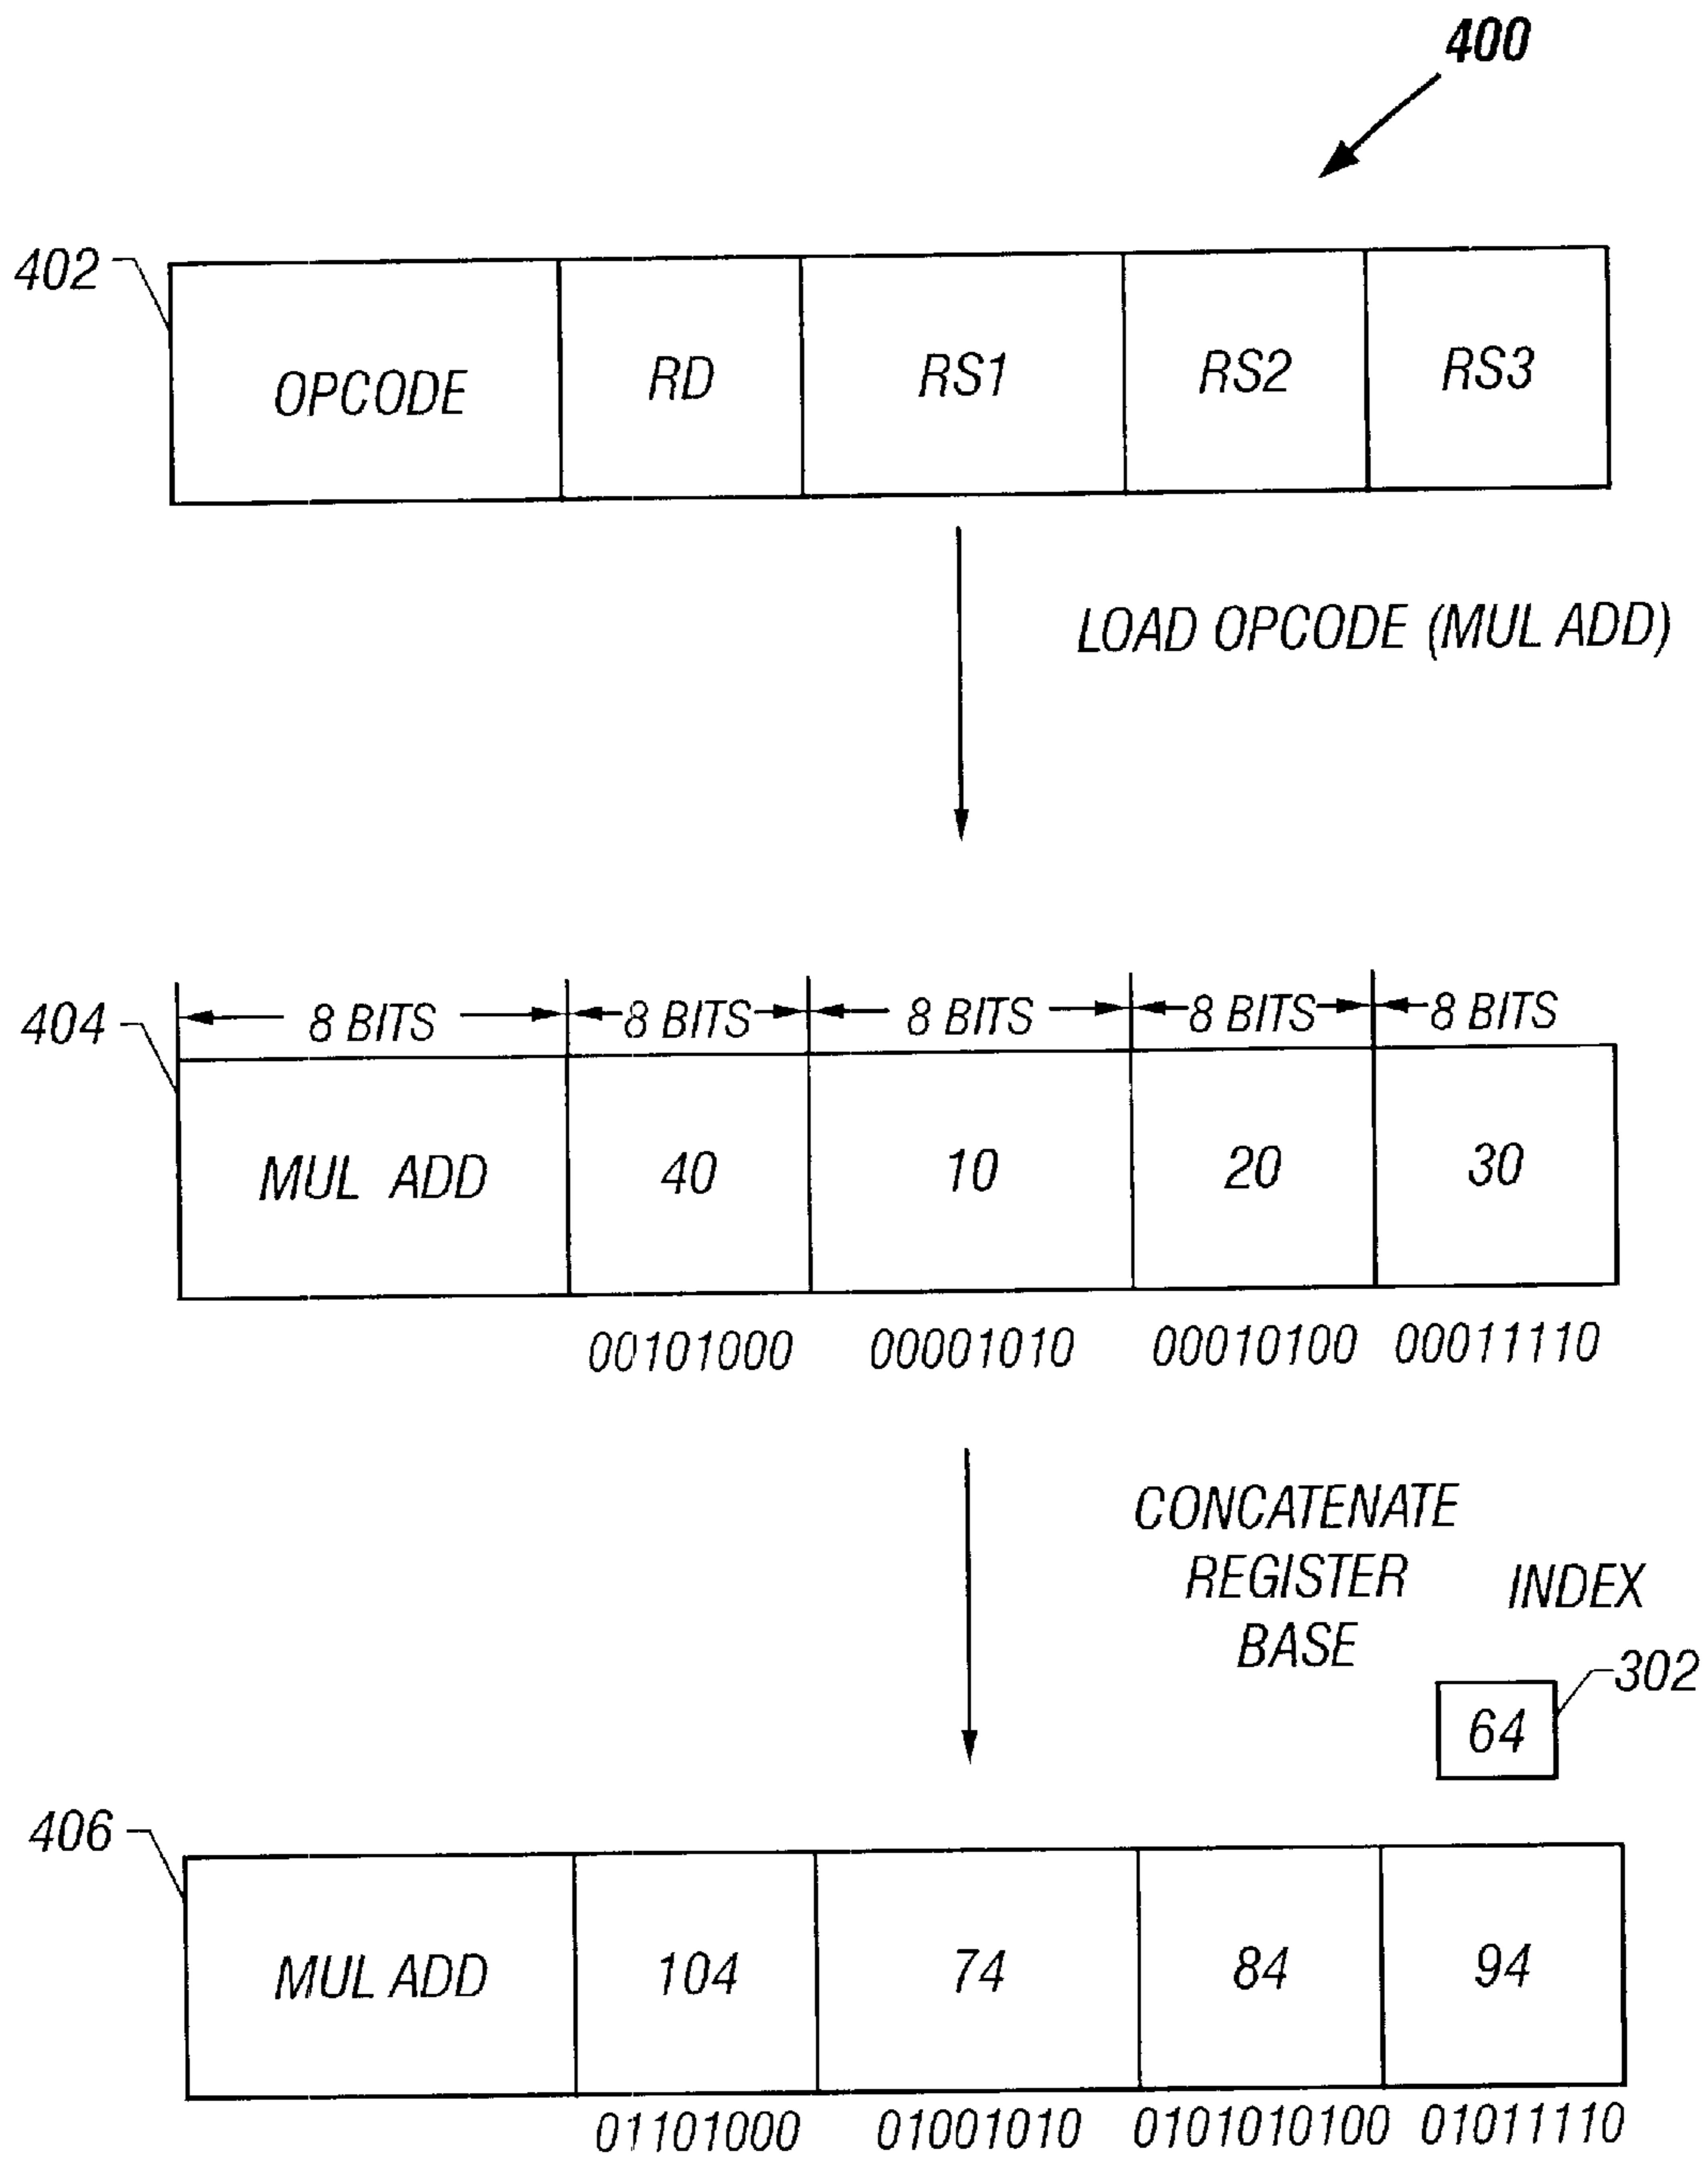 400
402
OPCODE RD RS1 RS2 RS3
LOAD OPCODE (MUL ADD)
404
8 BITS 8 BITS 8 BITS 8 BITS 8 BITS
MUL ADD 40 10 20 30
00101000 00001010 00010100 00011110
CONCATENATE
REGISTER
BASE
INDEX
302
64
406
MUL ADD 104 74 84 94
01101000 01001010 0101010100 01011110